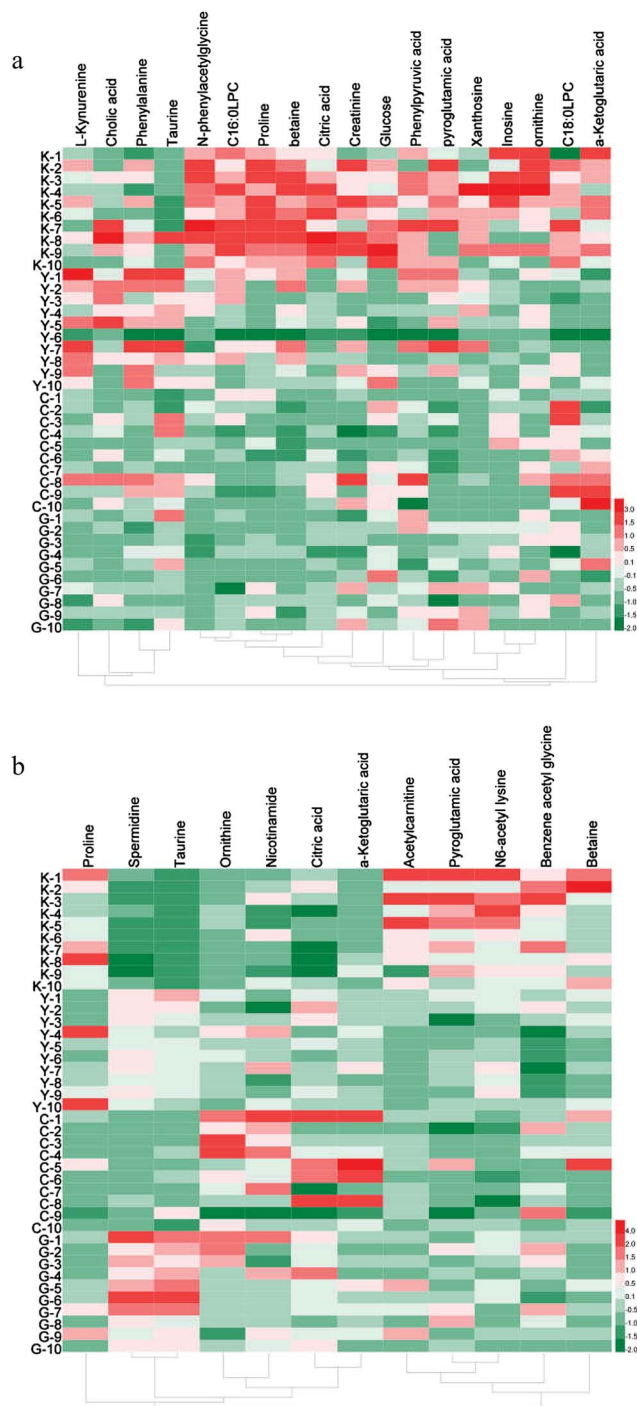 a
L-Kynurenine
Cholic acid
Phenylalanine
Taurine
N-phenylacetylglycine
C16:0LPC
Proline
betaine
Citric acid
Creatinine
Glucose
Phenylpyruvic acid
pyroglutamic acid
Xanthosine
Inosine
ornithine
C18:0LPC
a-Ketoglutaric acid
K-1
K-2
K-3
K-4
K-5
K-6
K-7
K-8
K-9
K-10
Y-1
Y-2
Y-3
Y-4
Y-5
Y-6
Y-7
Y-8
Y-9
Y-10
C-1
C-2
C-3
C-4
C-5
C-6
C-7
C-8
C-9
C-10
G-1
G-2
G-3
G-4
G-5
G-6
G-7
G-8
G-9
G-10
3.0
1.5
1.0
0.5
0.1
-0.1
-0.5
-1.0
-1.5
-2.0
b
Proline
Spermidine
Taurine
Ornithine
Nicotinamide
Citric acid
a-Ketoglutaric acid
Acetylcarnitine
Pyroglutamic acid
N6-acetyl lysine
Benzene acetyl glycine
Betaine
K-1
K-2
K-3
K-4
K-5
K-6
K-7
K-8
K-9
K-10
Y-1
Y-2
Y-3
Y-4
Y-5
Y-6
Y-7
Y-8
Y-9
Y-10
C-1
C-2
C-3
C-4
C-5
C-6
C-7
C-8
C-9
C-10
G-1
G-2
G-3
G-4
G-5
G-6
G-7
G-8
G-9
G-10
4.0
2.0
1.5
1.0
0.5
0.1
-0.1
-0.5
-1.0
-1.5
-2.0